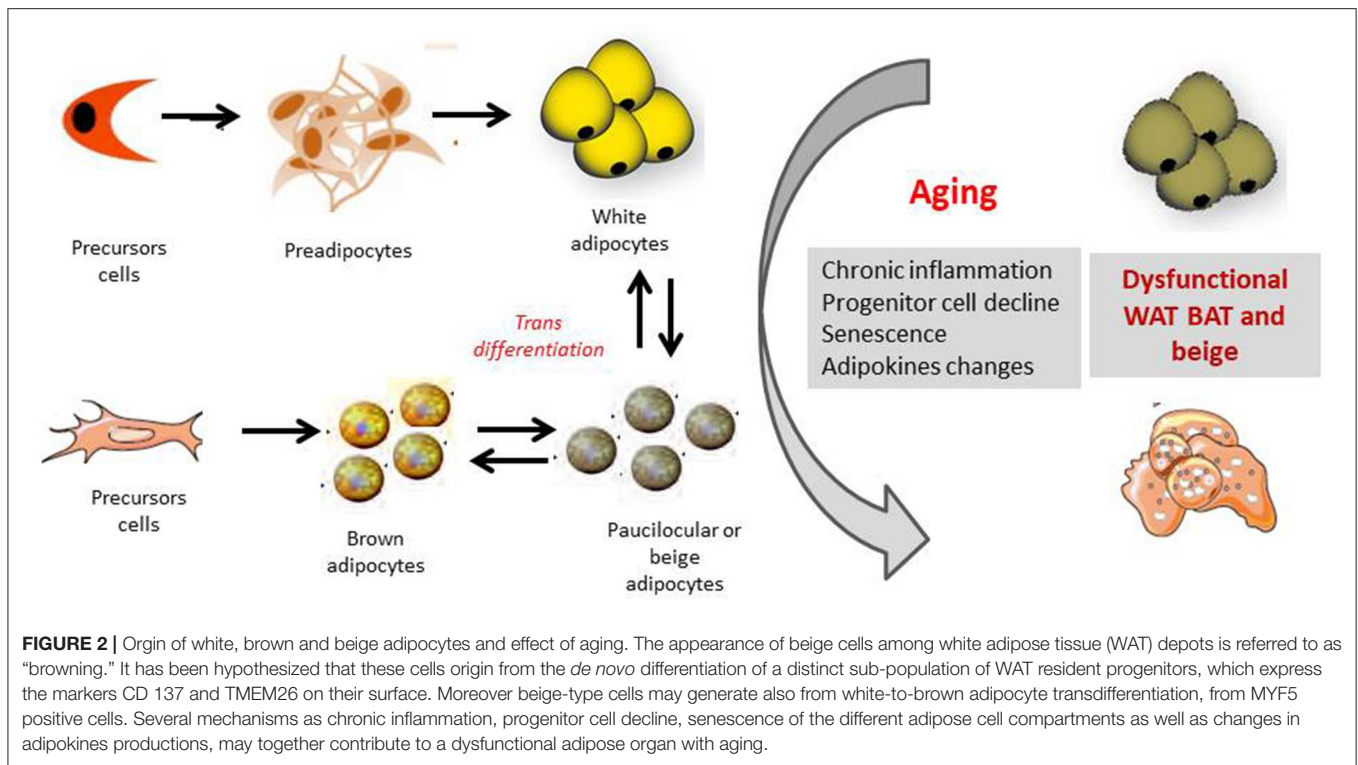 Precursors
cells
Preadipocytes
White
adipocytes
Trans
differentiation
Precursors
cells
Brown
adipocytes
Paucilocular or
beige
adipocytes
Aging
Chronic inflammation
Progenitor cell decline
Senescence
Adipokines changes
Dysfunctional
WAT BAT and
beige
FIGURE 2 | Orgin of white, brown and beige adipocytes and effect of aging. The appearance of beige cells among white adipose tissue (WAT) depots is referred to as
“browning.” It has been hypothesized that these cells origin from the de novo differentiation of a distinct sub-population of WAT resident progenitors, which express
the markers CD 137 and TMEM26 on their surface. Moreover beige-type cells may generate also from white-to-brown adipocyte transdifferentiation, from MYF5
positive cells. Several mechanisms as chronic inflammation, progenitor cell decline, senescence of the different adipose cell compartments as well as changes in
adipokines productions, may together contribute to a dysfunctional adipose organ with aging.